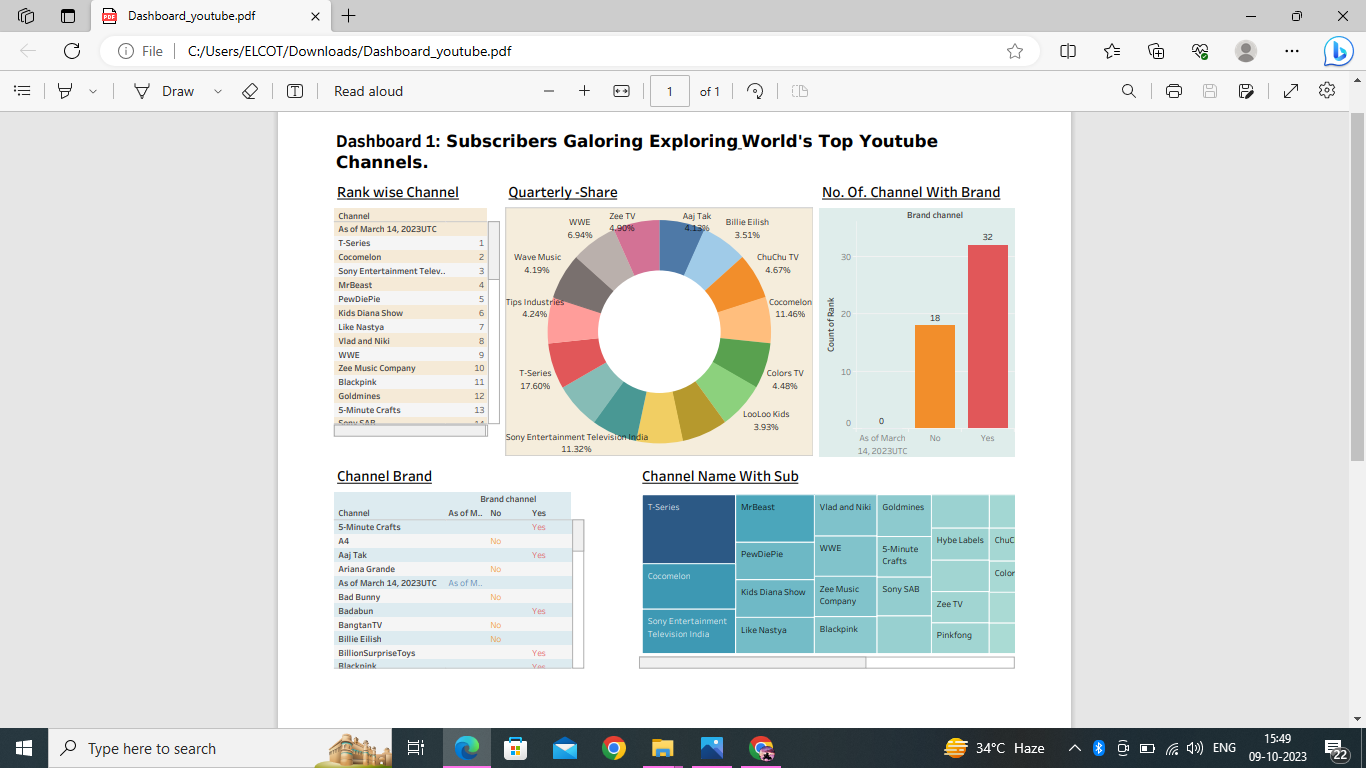 Dashboard_youtube.pdf
File
C:/Users/ELCOT/Downloads/Dashboard_youtube.pdf
Draw
Read aloud
1
of 1
Dashboard 1: Subscribers Galoring Exploring World's Top Youtube
Channels.
Rank wise Channel
Channel
As of March 14, 2023UTC
T-Series 1
Cocomelon 2
Sony Entertainment Telev.. 3
MrBeast 4
PewDiePie 5
Kids Diana Show 6
Like Nastya 7
Vlad and Niki 8
WWE 9
Zee Music Company 10
Blackpink 11
Goldmines 12
5-Minute Crafts 13
Sony SAB 14
Quarterly -Share
Zee TV
4.90%
Aaj Tak
4.13%
WWE
6.94%
Billie Eilish
3.51%
Wave Music
4.19%
ChuChu TV
4.67%
Tips Industries
4.24%
Cocomelon
11.46%
T-Series
17.60%
Colors TV
4.48%
LooLoo Kids
3.93%
Sony Entertainment Television India
11.32%
No. Of. Channel With Brand
Brand channel
Count of Rank
30
20
10
0
0
18
32
As of March
14, 2023UTC
No
Yes
Channel Brand
Brand channel
Channel As of M.. No Yes
5-Minute Crafts Yes
A4 No
Aaj Tak Yes
Ariana Grande No
As of March 14, 2023UTC As of M..
Bad Bunny No
Badabun Yes
BangtanTV No
Billie Eilish No
BillionSurpriseToys Yes
Blackpink Yes
Channel Name With Sub
T-Series
Cocomelon
Sony Entertainment
Television India
MrBeast
PewDiePie
Kids Diana Show
Like Nastya
Vlad and Niki
WWE
Zee Music
Company
Blackpink
Goldmines
5-Minute
Crafts
Sony SAB
Hybe Labels
Zee TV
Pinkfong
ChuC
Color
Type here to search
34°C Haze
ENG
15:49
09-10-2023
22